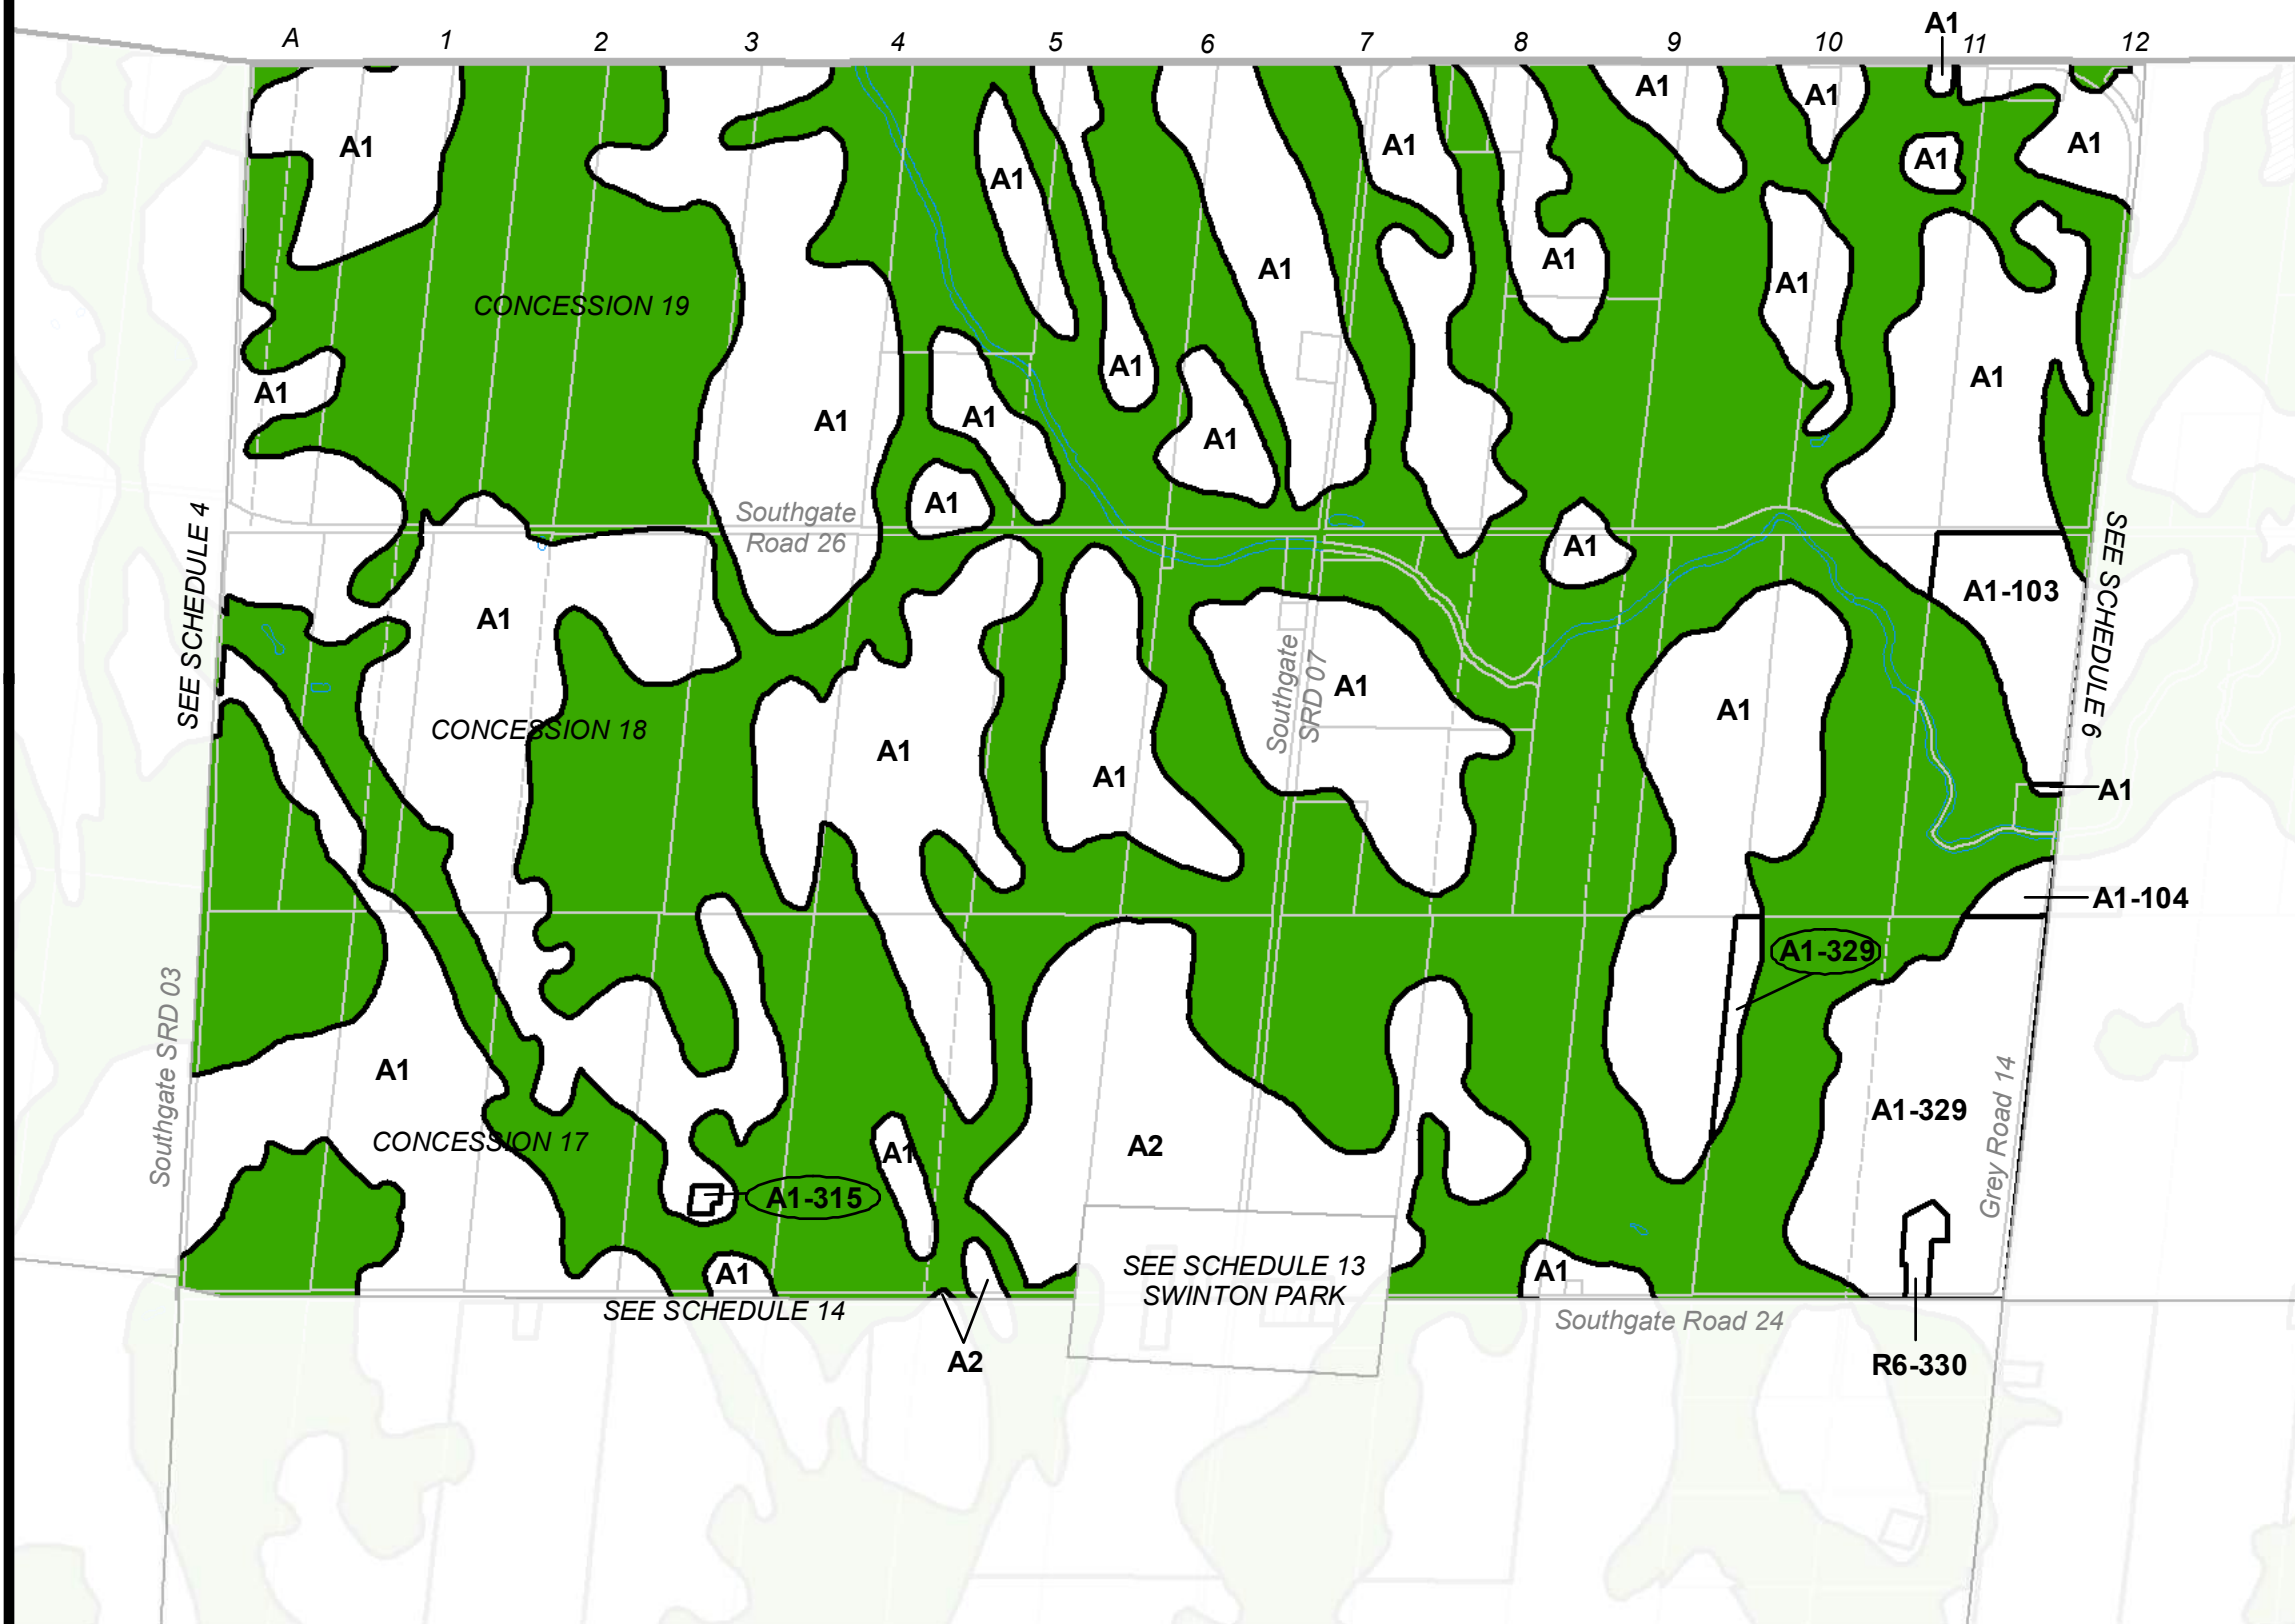 A1
A 1 2 3 4 5 6 7 8 9 10 11 12
A1 A1
A1 A1 A1 A1 A1
A1
A1 A1
A1
CONCESSION 19
A1
A1
A1
A1 A1
A1
A1
Southgate
Road 26
A1
SEE SCHEDULE 4
SEE SCHEDULE 6
A1
A1-103
A1
Southgate
SRD 07
A1
A1
CONCESSION 18
A1
A1
A1
A1-104
A1-329
Southgate SRD 03
A1
Grey Road 14
A1-329
CONCESSION 17
A1
A2
A1-315
A1
SEE SCHEDULE 13
SWINTON PARK
A1
SEE SCHEDULE 14
Southgate Road 24
A2
R6-330